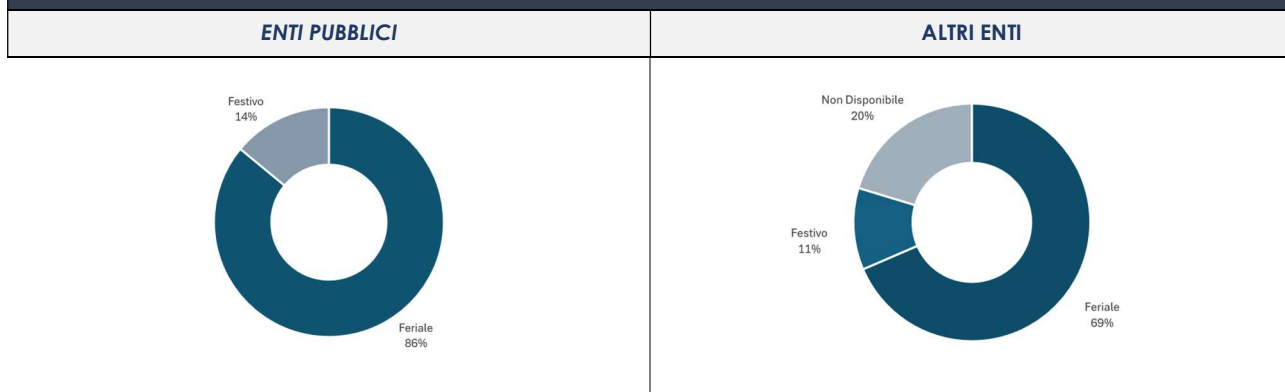 ENTI PUBBLICI
ALTRI ENTI
Festivo
14%
Feriale
86%
Non Disponibile
20%
Festivo
11%
Feriale
69%